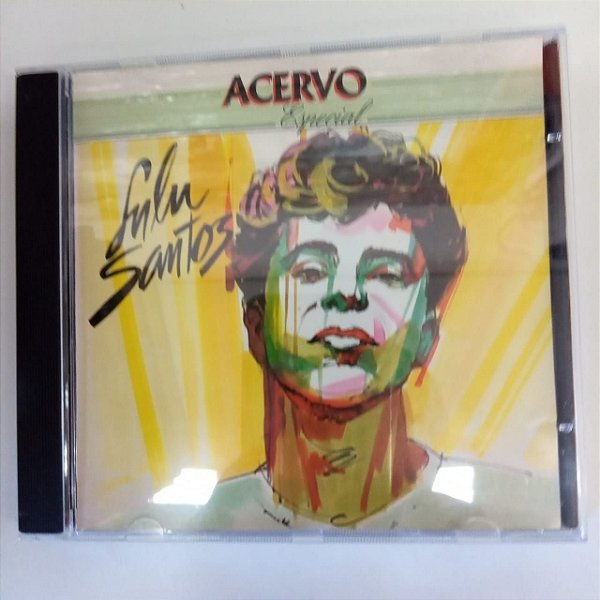 ACERVO
Especial
Lulu
Santos